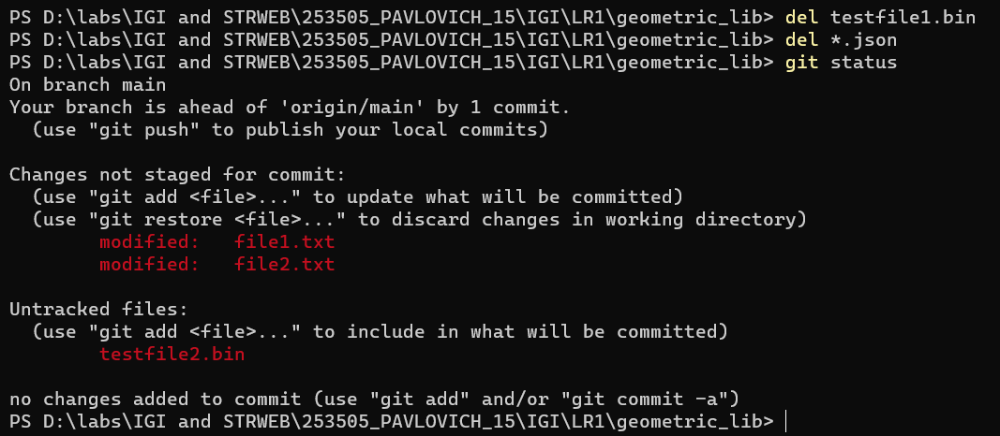 PS D:\labs\IGI and STRWEB\253505_PAVLOVICH_15\IGI\LR1\geometric_lib> del testfile1.bin
PS D:\labs\IGI and STRWEB\253505_PAVLOVICH_15\IGI\LR1\geometric_lib> del *.json
PS D:\labs\IGI and STRWEB\253505_PAVLOVICH_15\IGI\LR1\geometric_lib> git status
On branch main
Your branch is ahead of 'origin/main' by 1 commit.
  (use "git push" to publish your local commits)

Changes not staged for commit:
  (use "git add <file>..." to update what will be committed)
  (use "git restore <file>..." to discard changes in working directory)
        modified:   file1.txt
        modified:   file2.txt

Untracked files:
  (use "git add <file>..." to include in what will be committed)
        testfile2.bin

no changes added to commit (use "git add" and/or "git commit -a")
PS D:\labs\IGI and STRWEB\253505_PAVLOVICH_15\IGI\LR1\geometric_lib>